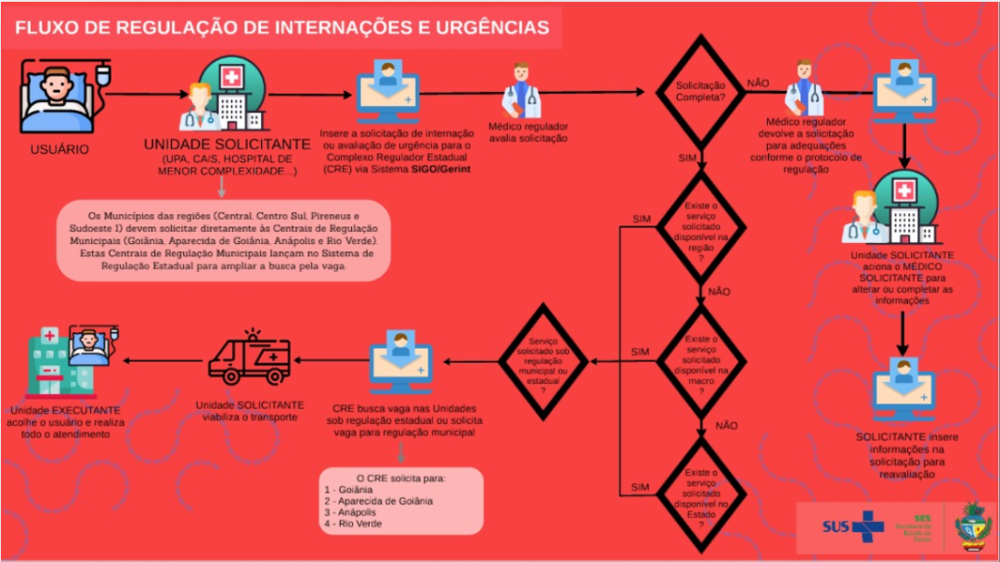 FLUXO DE REGULAÇÃO DE INTERNAÇÕES E URGÊNCIAS
USUÁRIO
UNIDADE SOLICITANTE
(UPA, CAIS, HOSPITAL DE
MENOR COMPLEXIDADE...)
Insere a solicitação de internação
ou avaliação de urgência para o
Complexo Regulador Estadual
(CRE) via Sistema SIGO/Gerint
Médico regulador
avalia solicitação
Solicitação
Completa?
NÃO
Médico regulador
devolve a solicitação
para adequações
conforme o protocolo de
regulação
SIM
Os Municípios das regiões (Central, Centro Sul, Pireneus e
Sudoeste I) devem solicitar diretamente às Centrais de Regulação
Municipais (Goiânia, Aparecida de Goiânia, Anápolis e Rio Verde).
Estas Centrais de Regulação Municipais lançam no Sistema de
Regulação Estadual para ampliar a busca pela vaga.
SIM
Existe o
serviço
solicitado
disponível na
região
?
Unidade SOLICITANTE
aciona o MÉDICO
SOLICITANTE para
alterar ou completar as
informações
NÃO
Unidade EXECUTANTE
acolhe o usuário e realiza
todo o atendimento
Unidade SOLICITANTE
viabiliza o transporte
CRE busca vaga nas Unidades
sob regulação estadual ou solicita
vaga para regulação municipal
Serviço
solicitado sob
regulação
municipal ou
estadual
?
SIM
Existe o
serviço
solicitado
disponível na
macro
?
NÃO
SOLICITANTE insere
informações na
solicitação para
reavaliação
O CRE solicita para:
1 - Goiânia
2 - Aparecida de Goiânia
3 - Anápolis
4 - Rio Verde
SIM
Existe o
serviço
solicitado
disponível no
Estado
?
SUS
SES
Secretaria de
Estado da
Saúde